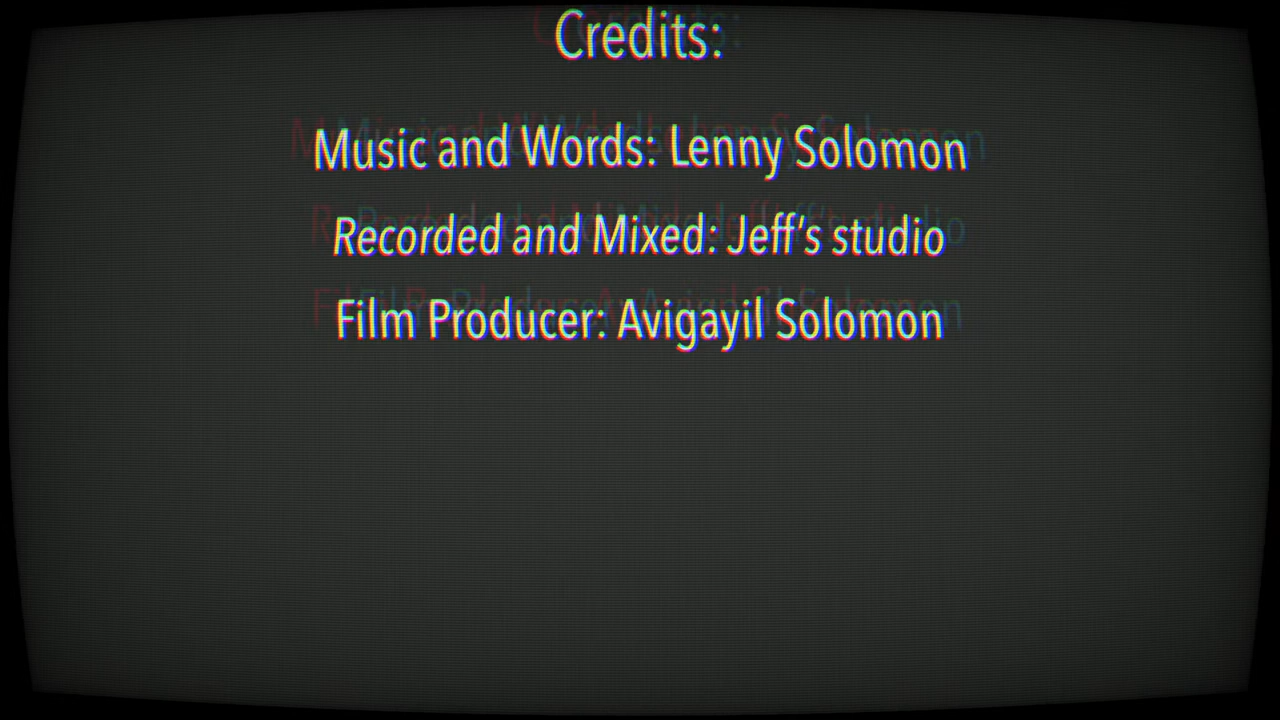 Credits:
Music and Words: Lenny Solomon
Recorded and Mixed: Jeff's studio
Film Producer: Avigayil Solomon